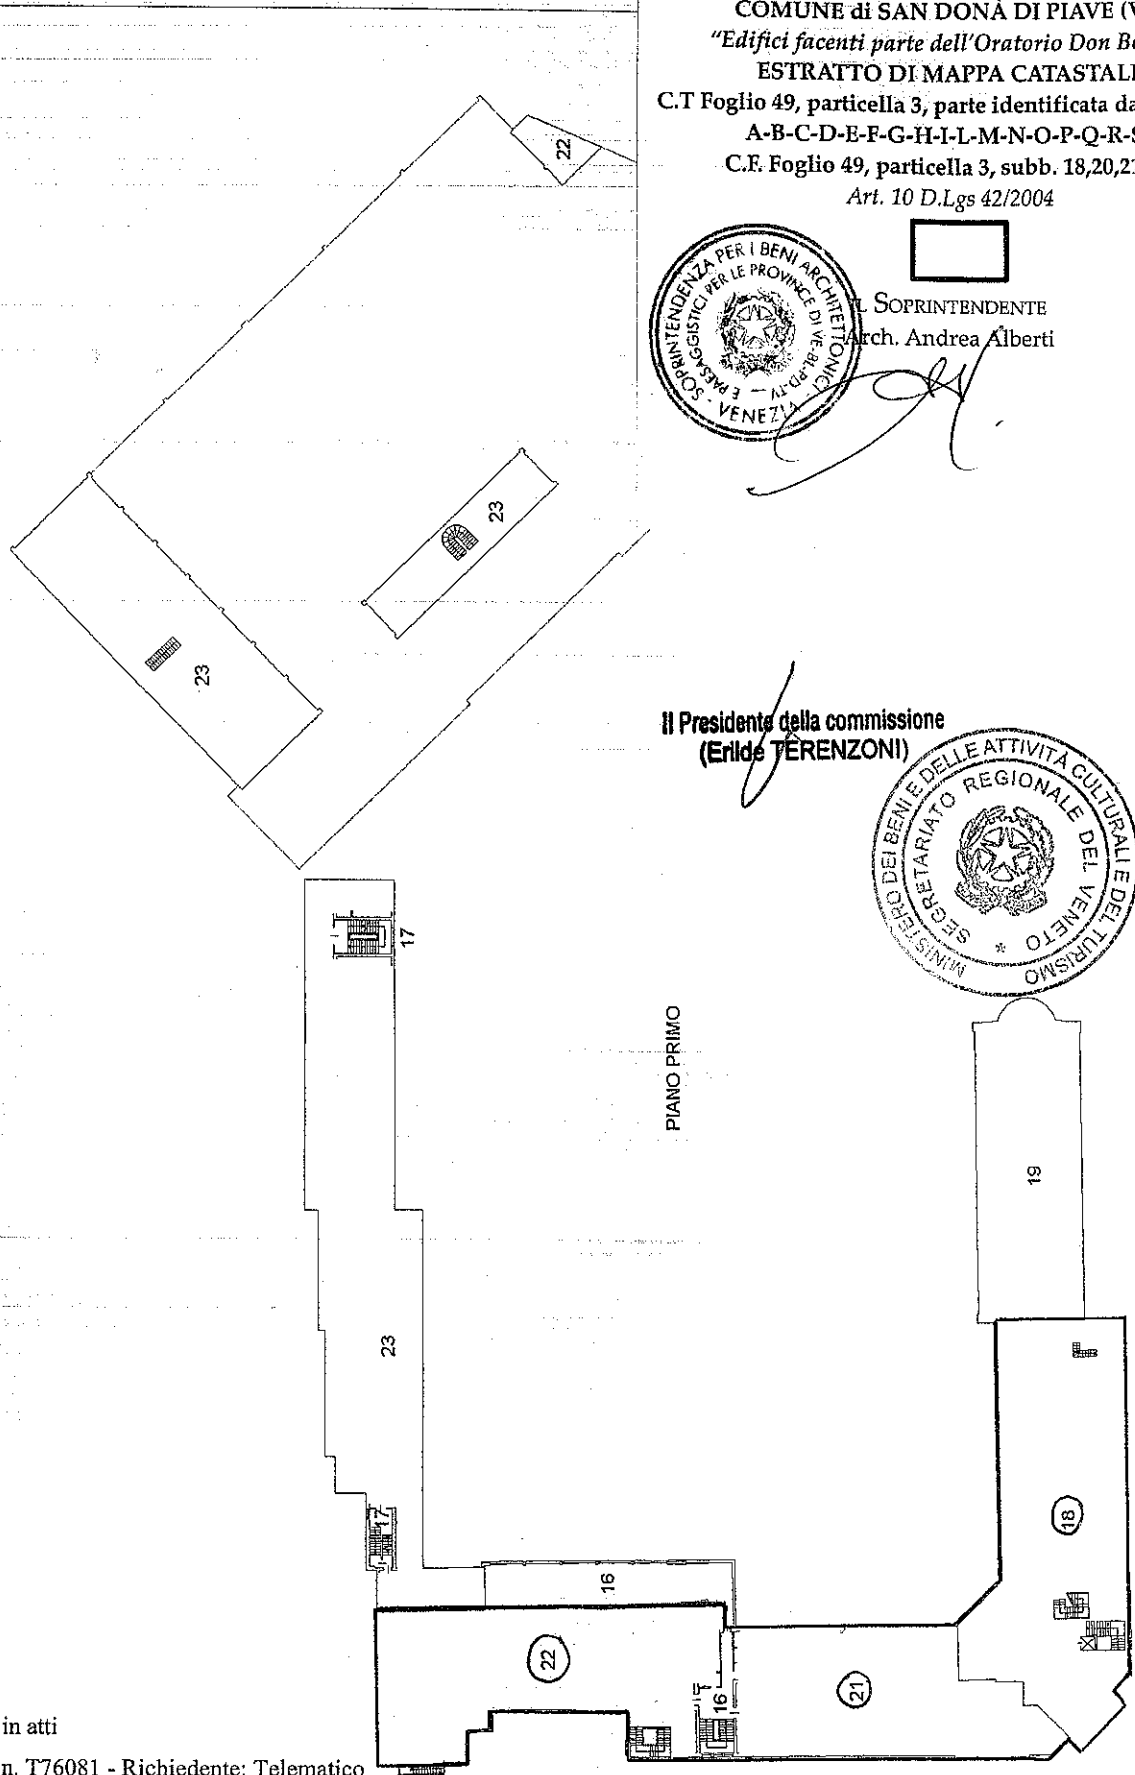 COMUNE di SAN DONÀ DI PIAVE (V
"Edifici facenti parte dell'Oratorio Don Bo
ESTRATTO DI MAPPA CATASTALE
C.T Foglio 49, particella 3, parte identificata da
A-B-C-D-E-F-G-H-I-L-M-N-O-P-Q-R-S
C.F. Foglio 49, particella 3, subb. 18,20,21
Art. 10 D.Lgs 42/2004
SOPRINTENDENZA PER I BENI ARCHITETTONICI
E PAESAGGISTICI PER LE PROVINCE DI VE-BL-PD-TV
VENEZIA
IL SOPRINTENDENTE
Arch. Andrea Alberti
22
23
23
Il Presidente della commissione
(Erilde TERENZONI)
MINISTERO DEI BENI E DELLE ATTIVITÀ CULTURALI E DEL TURISMO
SEGRETARIATO REGIONALE DEL VENETO *
17
PIANO PRIMO
19
23
17
18
16
22
16
21
in atti
n. T76081 - Richiedente: Telematico